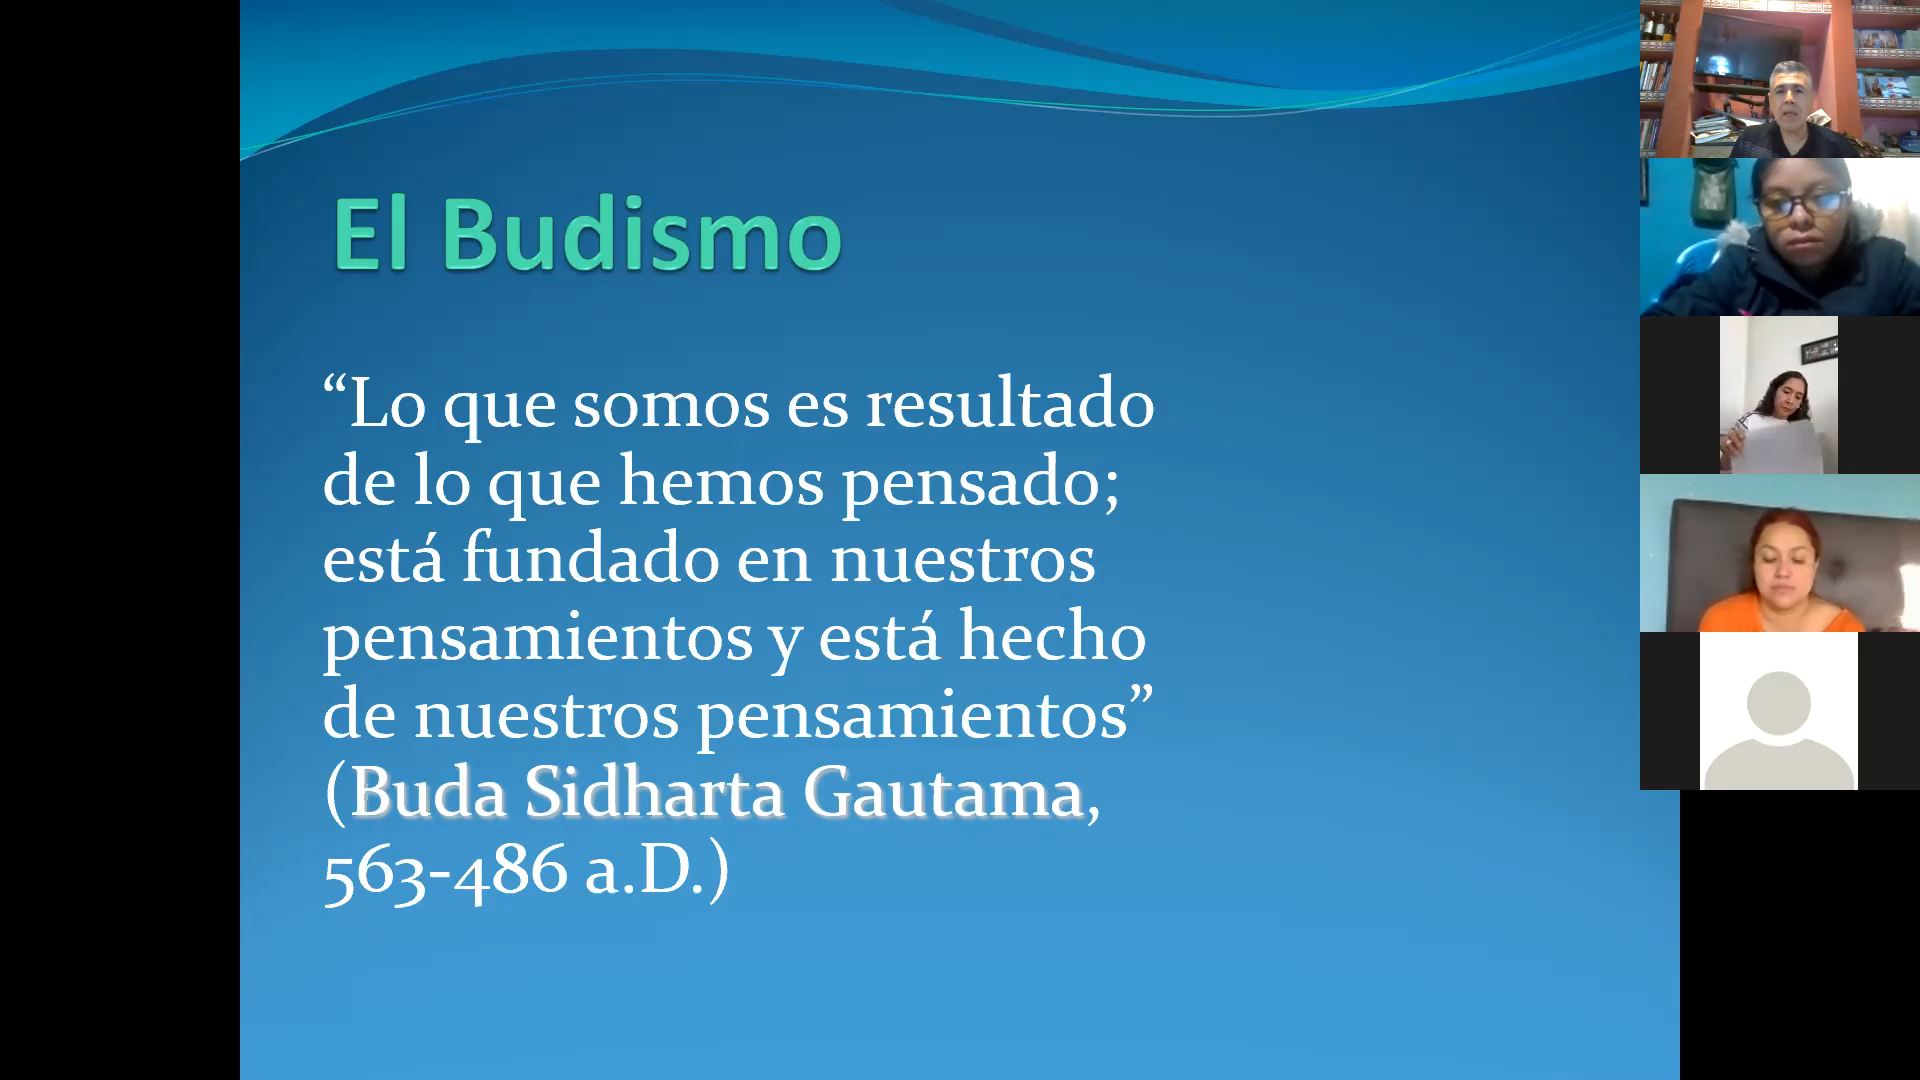 El Budismo
“Lo que somos es resultado
de lo que hemos pensado;
está fundado en nuestros
pensamientos y está hecho
de nuestros pensamientos”
(Buda Sidharta Gautama,
563-486 a.D.)